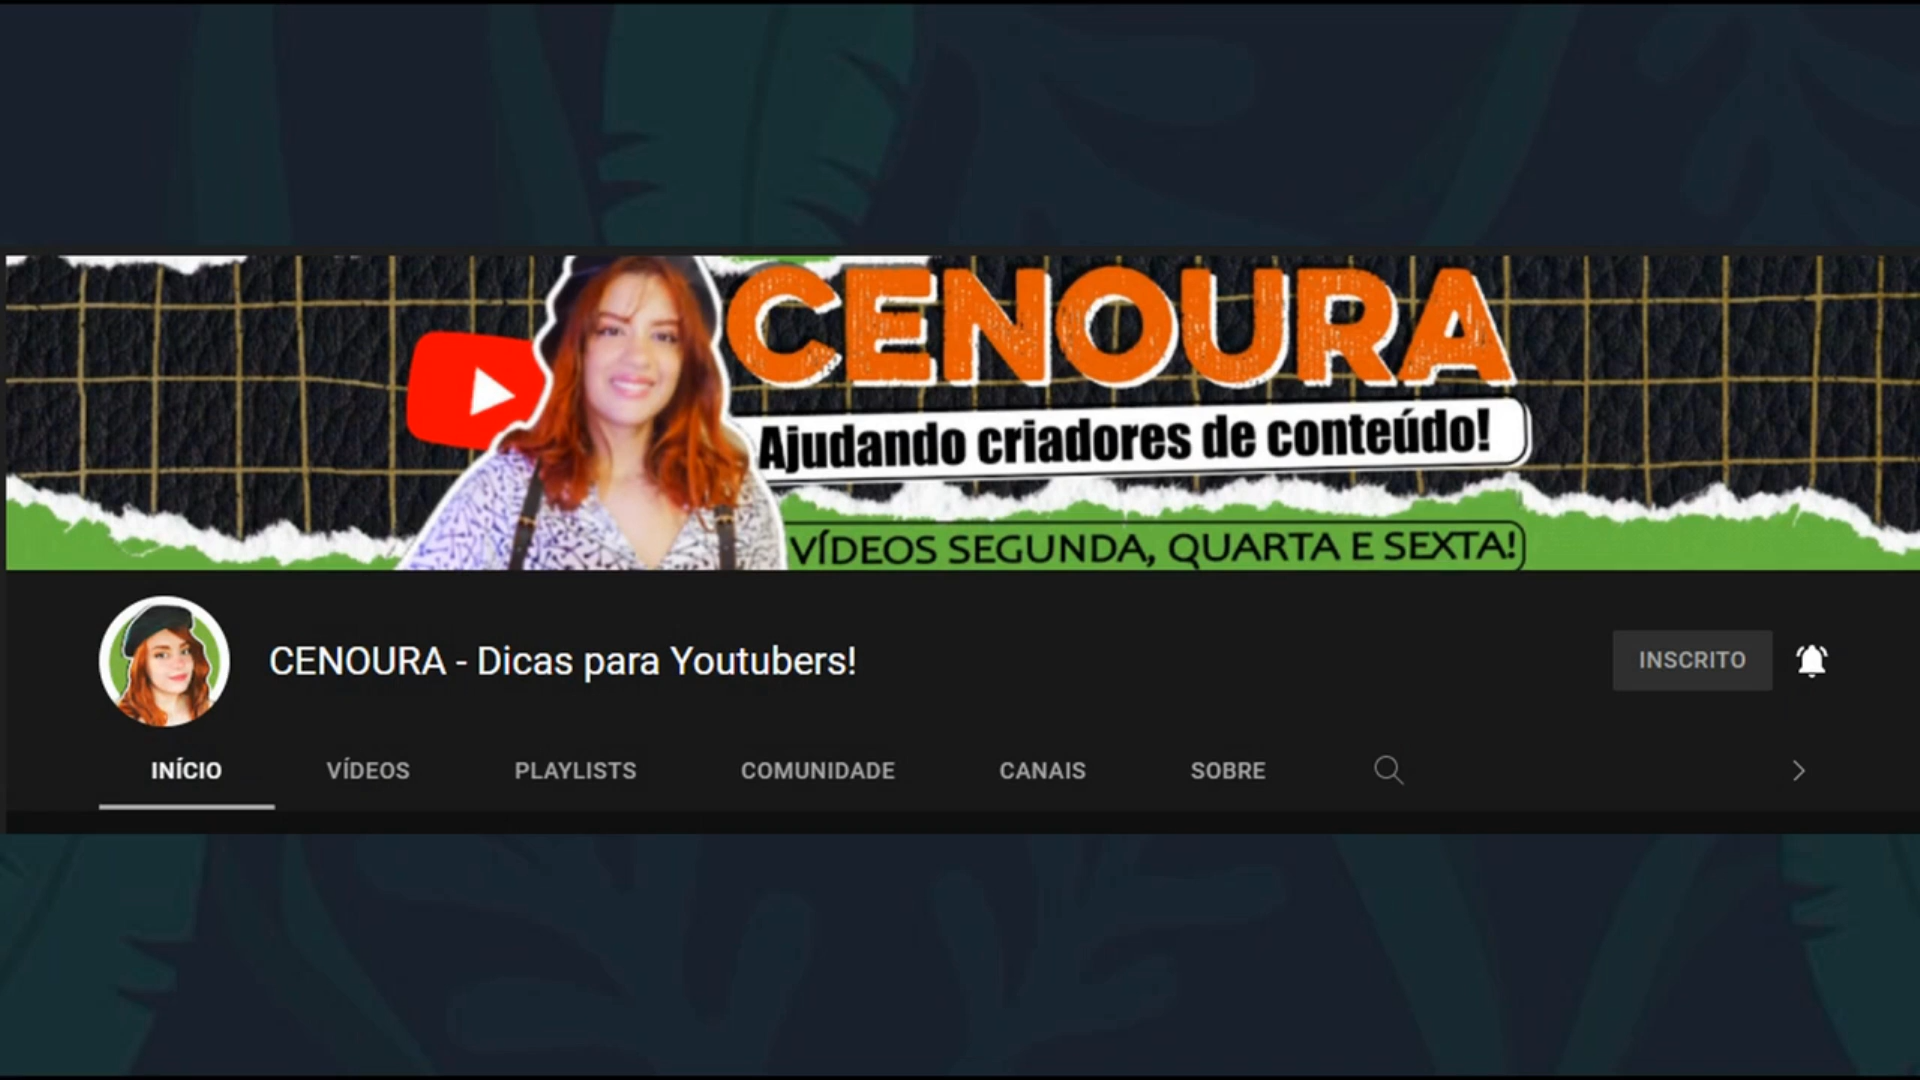 CENOURA
Ajudando criadores de conteúdo!
VÍDEOS SEGUNDA, QUARTA E SEXTA!
CENOURA - Dicas para Youtubers!
INSCRITO
INÍCIO VÍDEOS PLAYLISTS COMUNIDADE CANAIS SOBRE